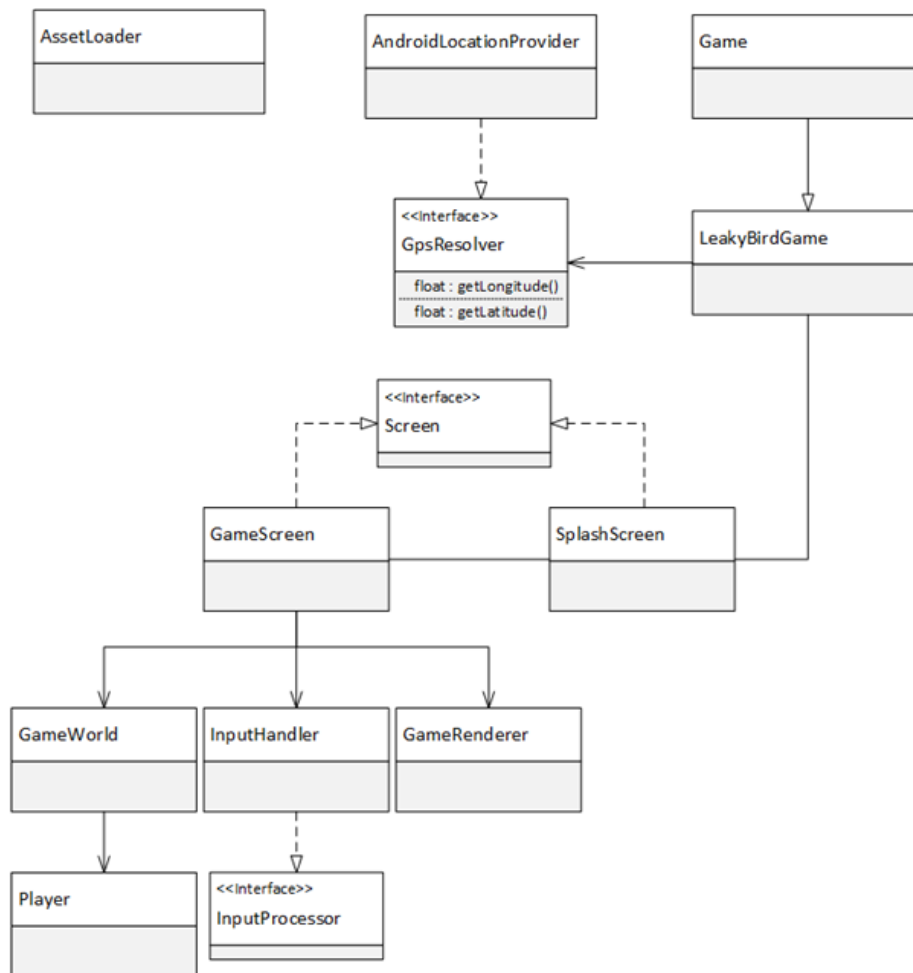 AssetLoader
AndroidLocationProvider
Game
<<Interface>>
GpsResolver
float : getLongitude()
float : getLatitude()
LeakyBirdGame
<<Interface>>
Screen
GameScreen
SplashScreen
GameWorld
InputHandler
GameRenderer
Player
<<Interface>>
InputProcessor